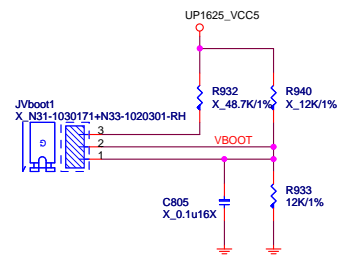 UP1625_VCC5
R932
X_48.7K/1%
R940
X_12K/1%
JVboot1
X_N31-1030171+N33-1020301-RH
3
2
1
VBOOT
C805
X_0.1u16X
R933
12K/1%